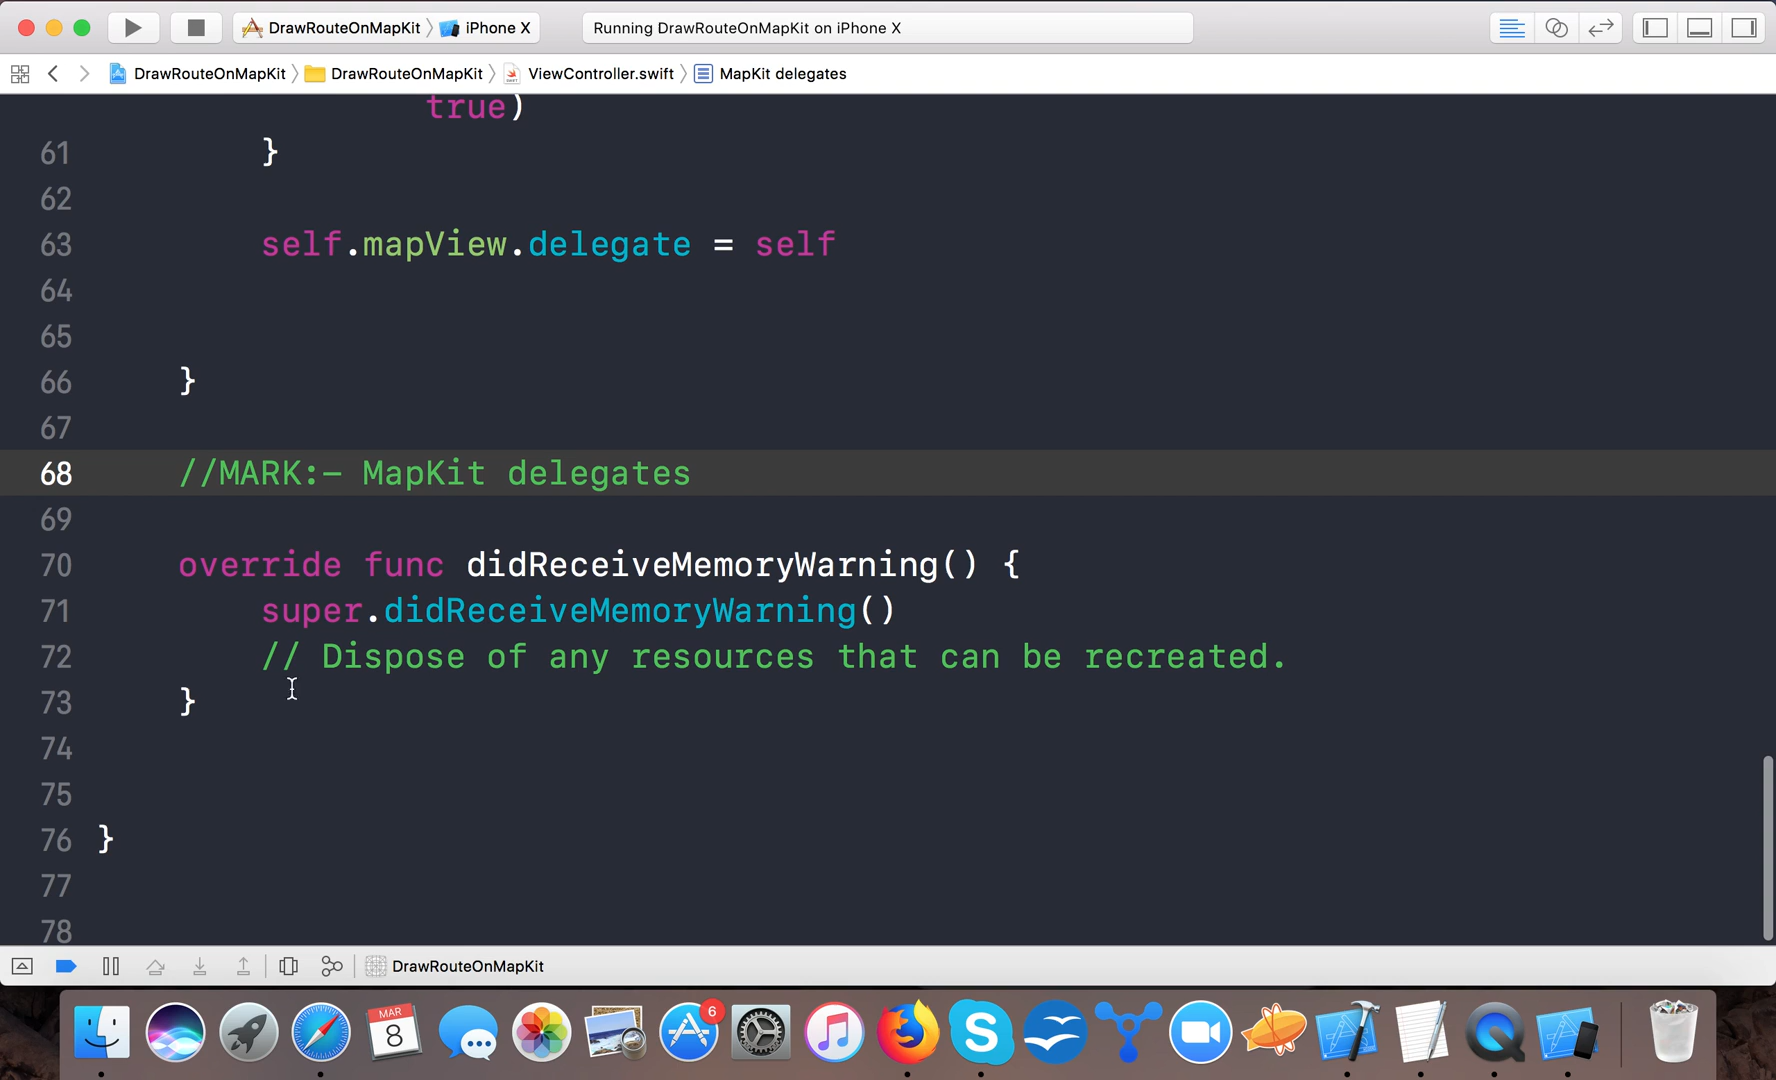 DrawRouteOnMapKit iPhone X
Running DrawRouteOnMapKit on iPhone X
DrawRouteOnMapKit DrawRouteOnMapKit ViewController.swift MapKit delegates
true)
61 }
62
63 self.mapView.delegate = self
64
65
66 }
67
68 //MARK:- MapKit delegates
69
70 override func didReceiveMemoryWarning() {
71 super.didReceiveMemoryWarning()
72 // Dispose of any resources that can be recreated.
73 }
74
75
76 }
77
78
DrawRouteOnMapKit
MAR
8
6
S